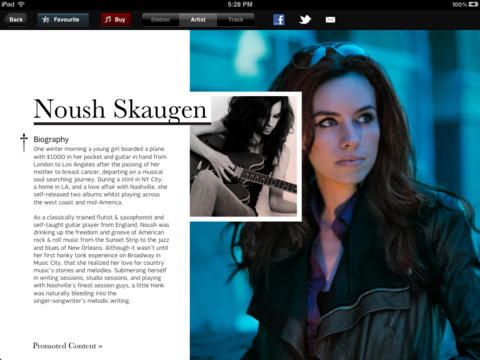 iPad 5:28 PM 100%
Back Favourite Buy Station Artist Track
Noush Skaugen
Biography
One winter morning a young girl boarded a plane
with $1000 in her pocket and guitar in hand from
London to Los Angeles after the passing of her
mother to breast cancer, departing on a musical
soul searching journey. During a stint in NY City,
a home in LA, and a love affair with Nashville, she
self-released two albums whilst playing across
the west coast and mid-America.
As a classically trained flutist & saxophonist and
self-taught guitar player from England, Noush was
drinking up the freedom and groove of American
rock & roll music from the Sunset Strip to the jazz
and blues of New Orleans. Although it wasn't until
her first honky tonk experience on Broadway in
Music City, that she realized her love for country
music's stories and melodies. Submersing herself
in writing sessions, studio sessions, and playing
with Nashville's finest session guys, a little Hank
was naturally bleeding into the
singer-songwriter's melodic writing.
Promoted Content »